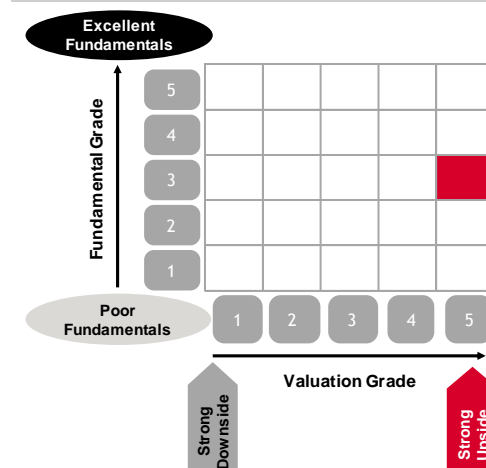 Excellent
Fundamentals
Fundamental Grade
5
4
3
2
1
Poor
Fundamentals
1
2
3
4
5
Valuation Grade
Strong
Downside
Strong
Upside